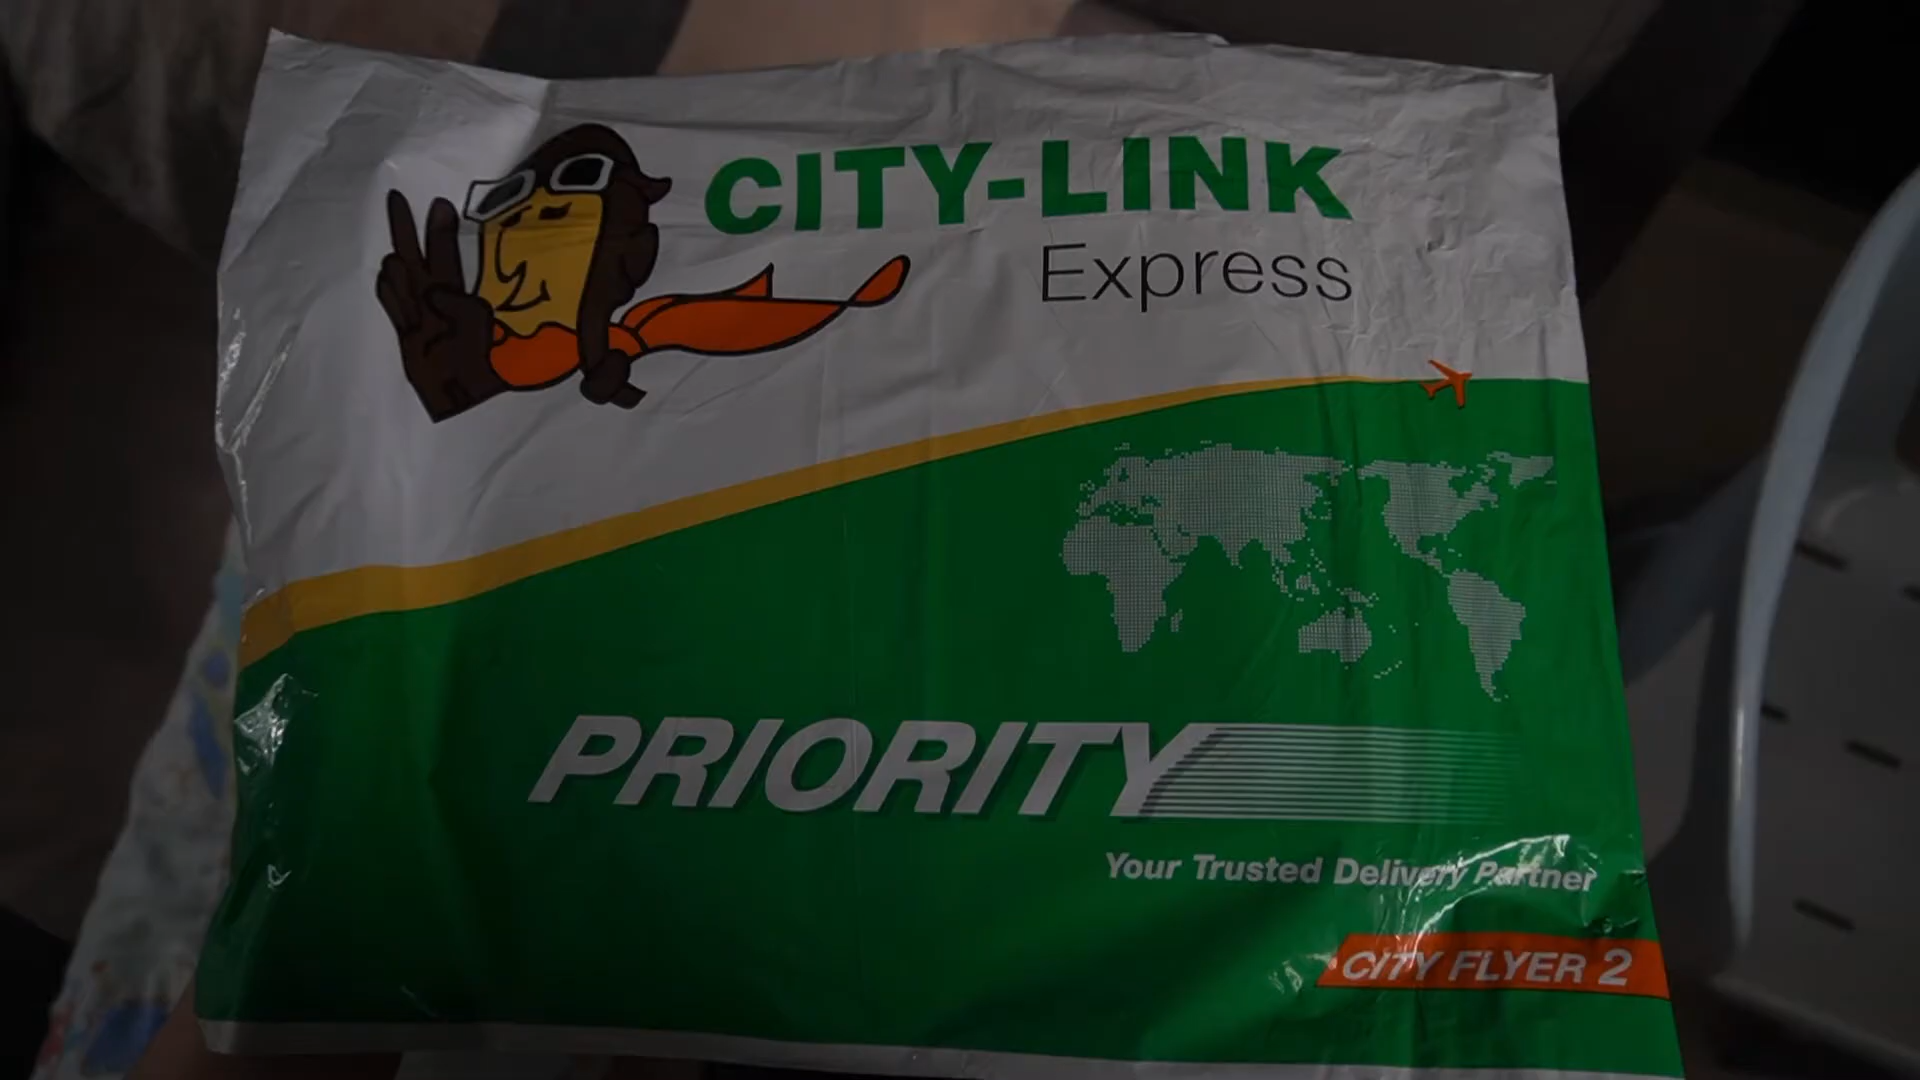 CITY-LINK
Express
PRIORITY
Your Trusted Delivery Partner
CITY FLYER 2